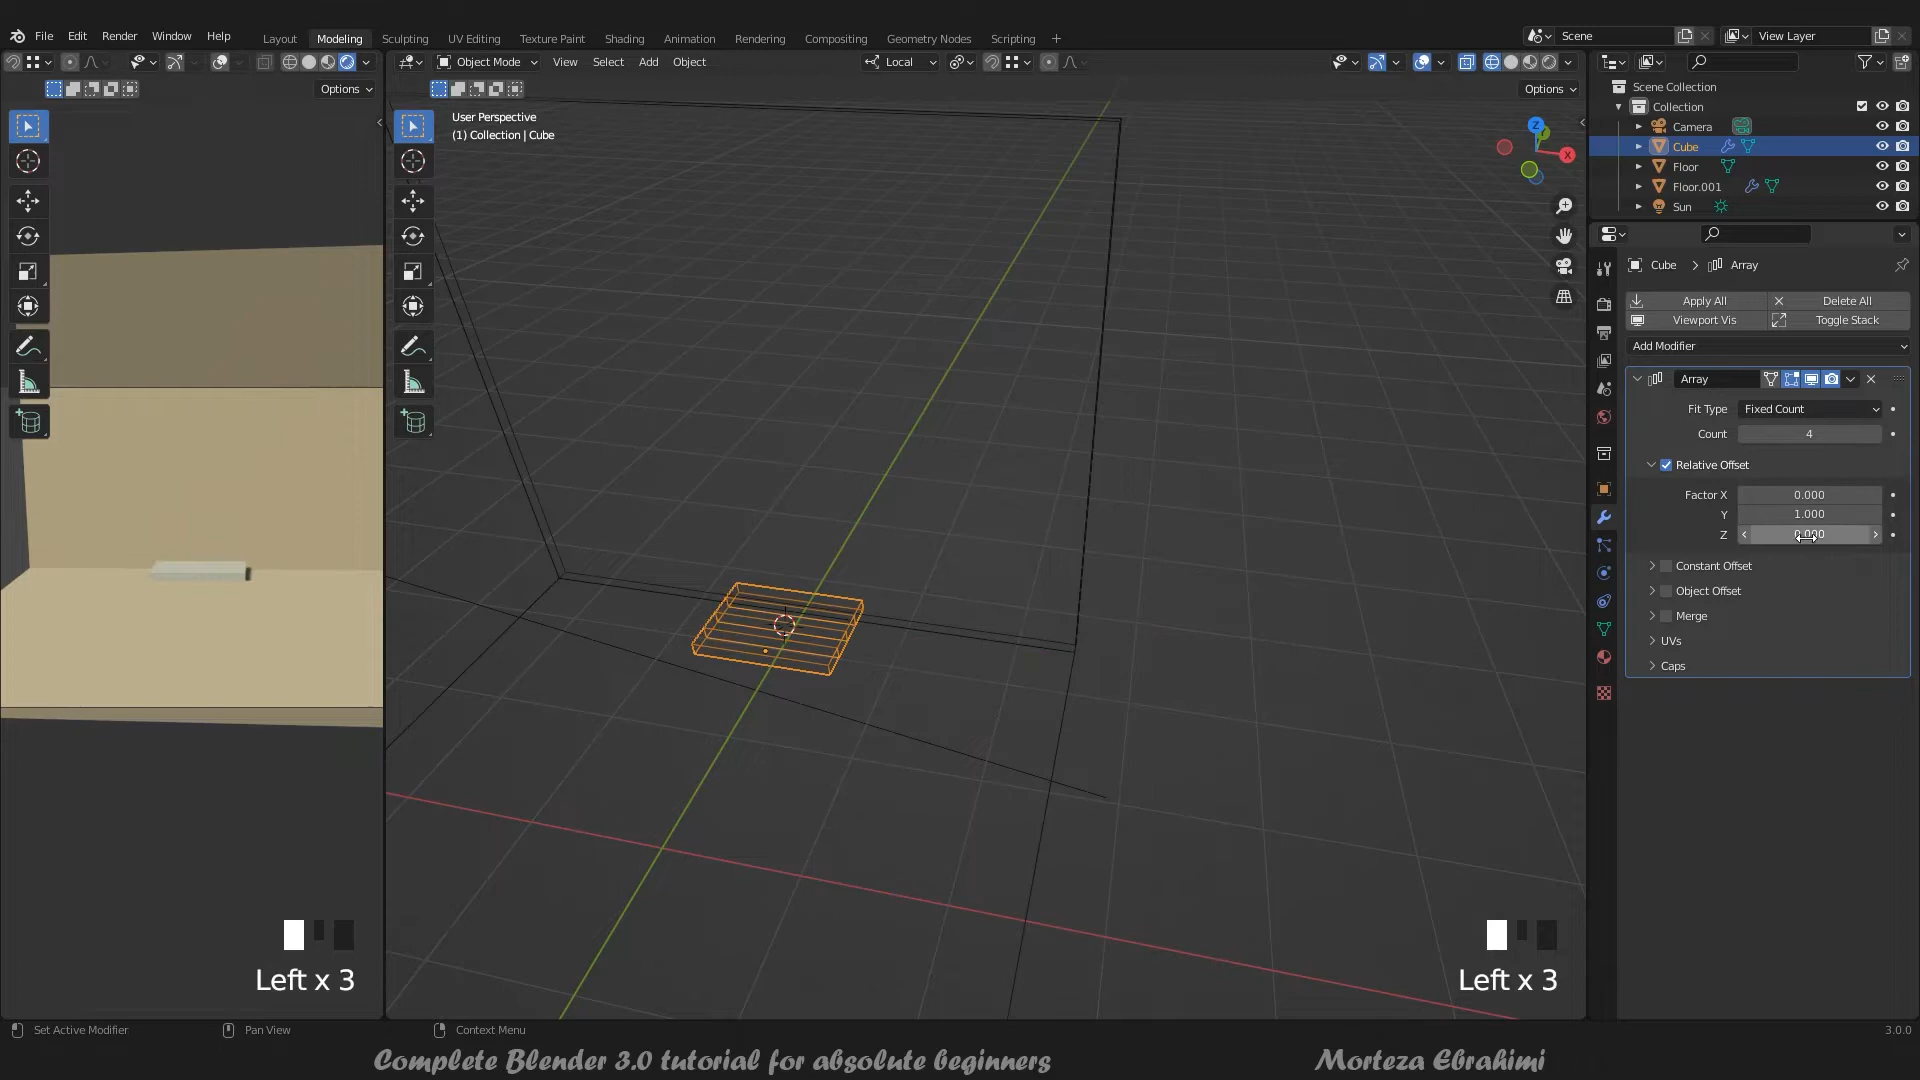 File Edit Render Window Help
Layout Modeling Sculpting UV Editing Texture Paint Shading Animation Rendering Compositing Geometry Nodes Scripting +
Scene
View Layer
Object Mode View Select Add Object
Local
Options
Options
User Perspective
(1) Collection | Cube
Z
X
Scene Collection
Collection
Camera
Cube
Floor
Floor.001
Sun
Cube > Array
Apply All Delete All
Viewport Vis Toggle Stack
Add Modifier
Array
Fit Type Fixed Count
Count 4
Relative Offset
Factor X 0.000
Y 1.000
Z 0.000
Constant Offset
Object Offset
Merge
UVs
Caps
Left x 3
Left x 3
Set Active Modifier Pan View Context Menu
3.0.0
Complete Blender 3.0 tutorial for absolute beginners
Morteza Ebrahimi